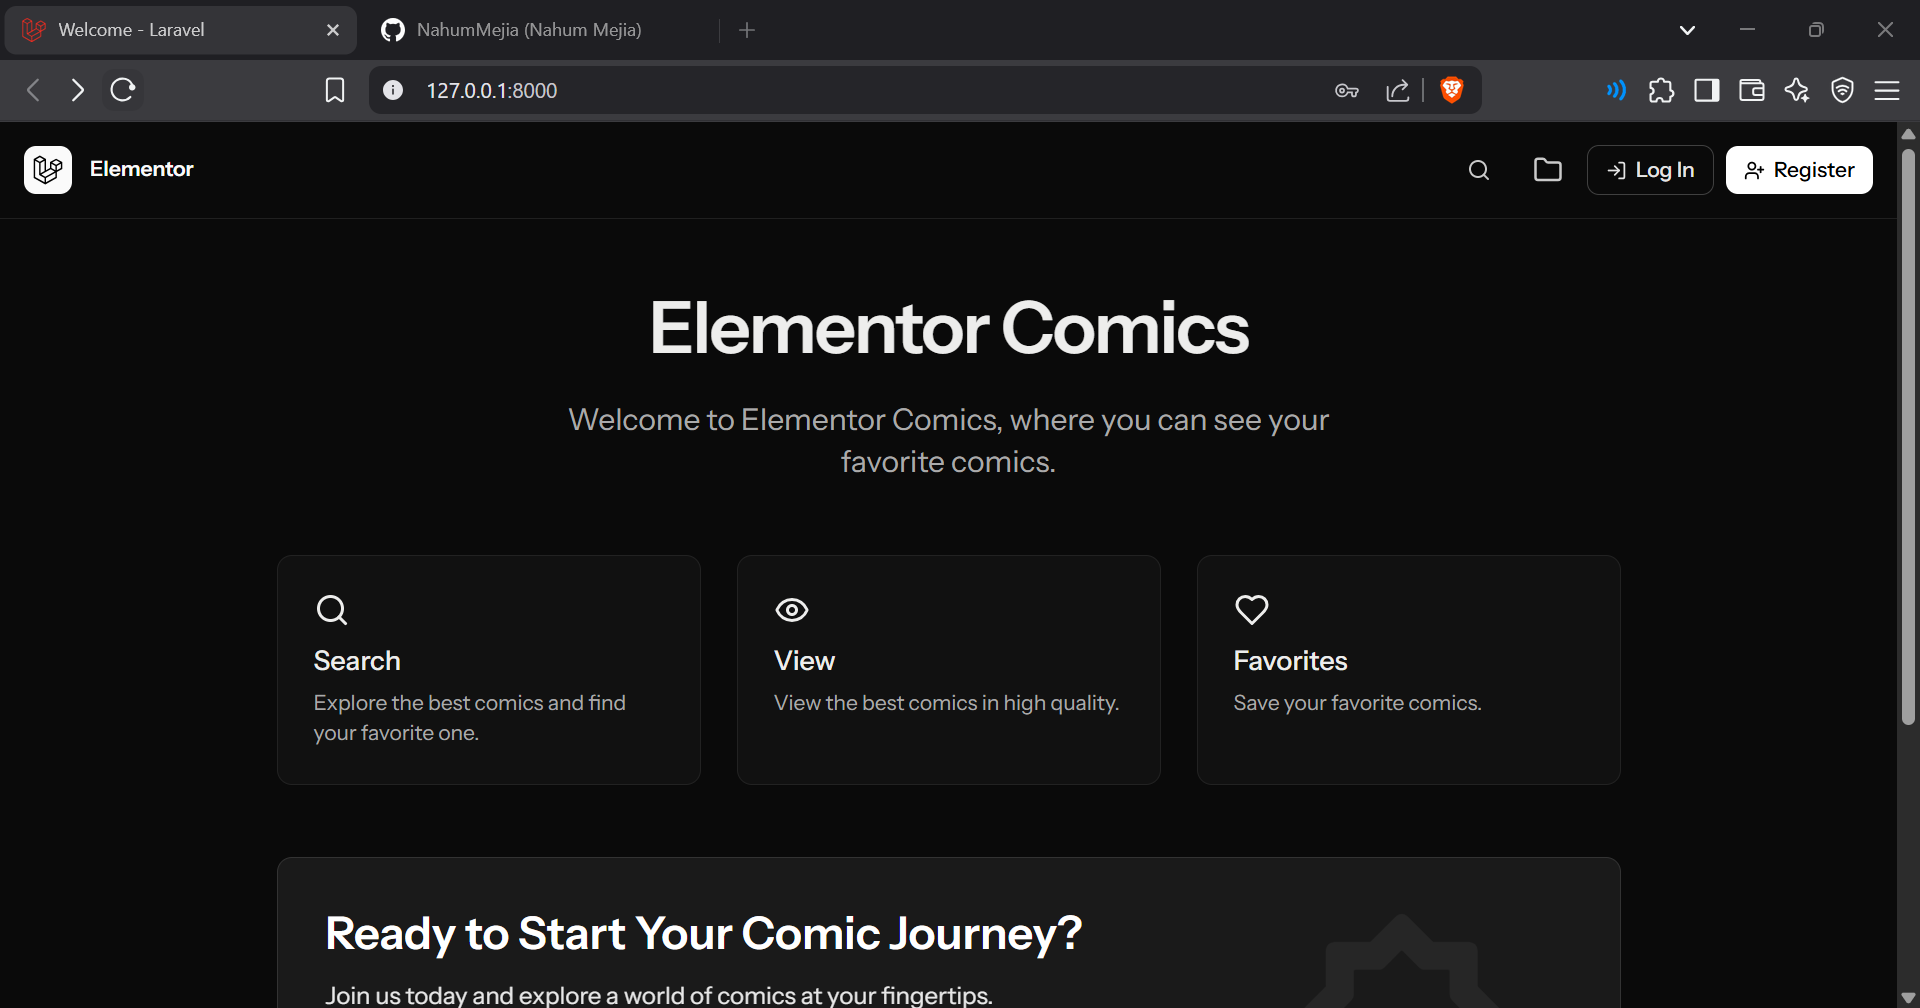 Welcome - Laravel
NahumMejia (Nahum Mejia)
127.0.0.1:8000
Elementor
Log In
Register
Elementor Comics
Welcome to Elementor Comics, where you can see your
favorite comics.
Search
Explore the best comics and find
your favorite one.
View
View the best comics in high quality.
Favorites
Save your favorite comics.
Ready to Start Your Comic Journey?
Join us today and explore a world of comics at your fingertips.